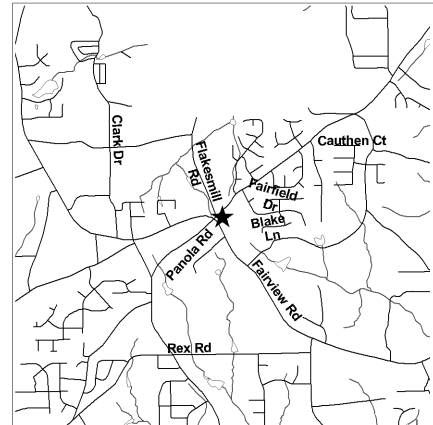 Clark Dr
Flakesmill
Rd
Cauthen Ct
Fairfield
Dr
Blake
Ln
Panola Rd
Fairview Rd
Rex Rd